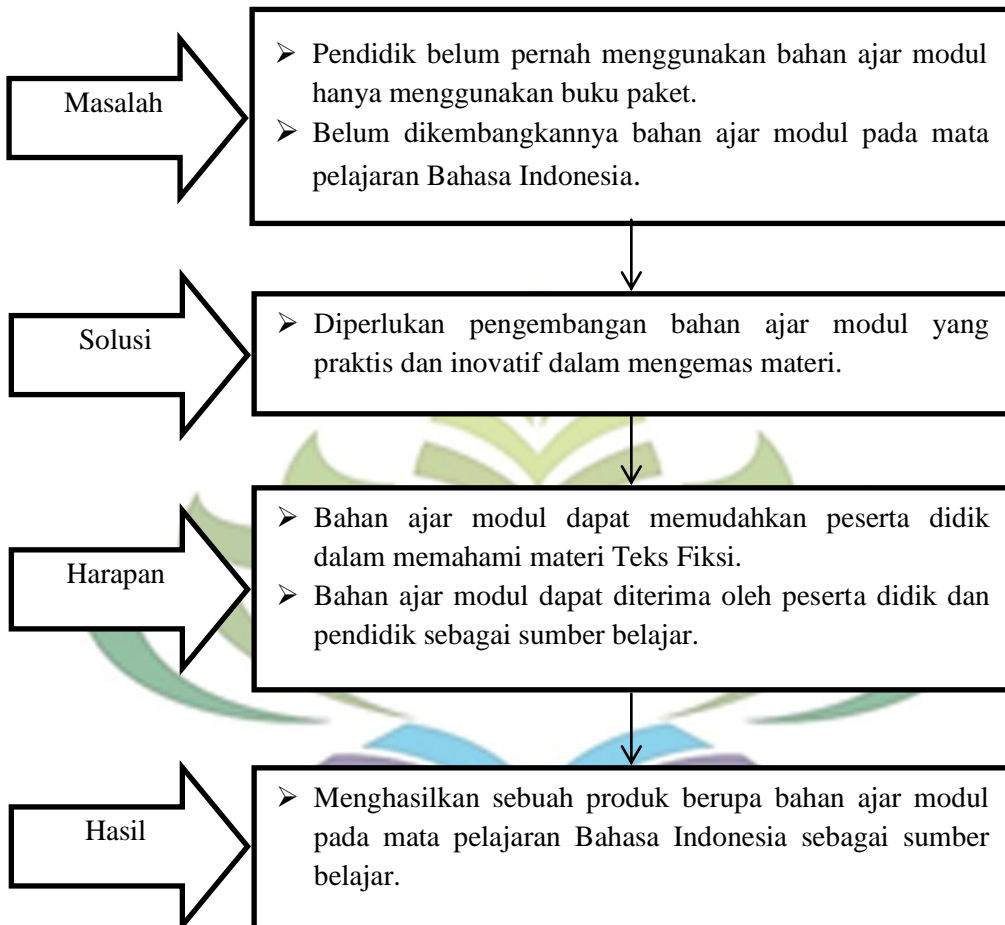 Masalah
➢ Pendidik belum pernah menggunakan bahan ajar modul
hanya menggunakan buku paket.
➢ Belum dikembangkannya bahan ajar modul pada mata
pelajaran Bahasa Indonesia.
Solusi
➢ Diperlukan pengembangan bahan ajar modul yang
praktis dan inovatif dalam mengemas materi.
Harapan
➢ Bahan ajar modul dapat memudahkan peserta didik
dalam memahami materi Teks Fiksi.
➢ Bahan ajar modul dapat diterima oleh peserta didik dan
pendidik sebagai sumber belajar.
Hasil
➢ Menghasilkan sebuah produk berupa bahan ajar modul
pada mata pelajaran Bahasa Indonesia sebagai sumber
belajar.